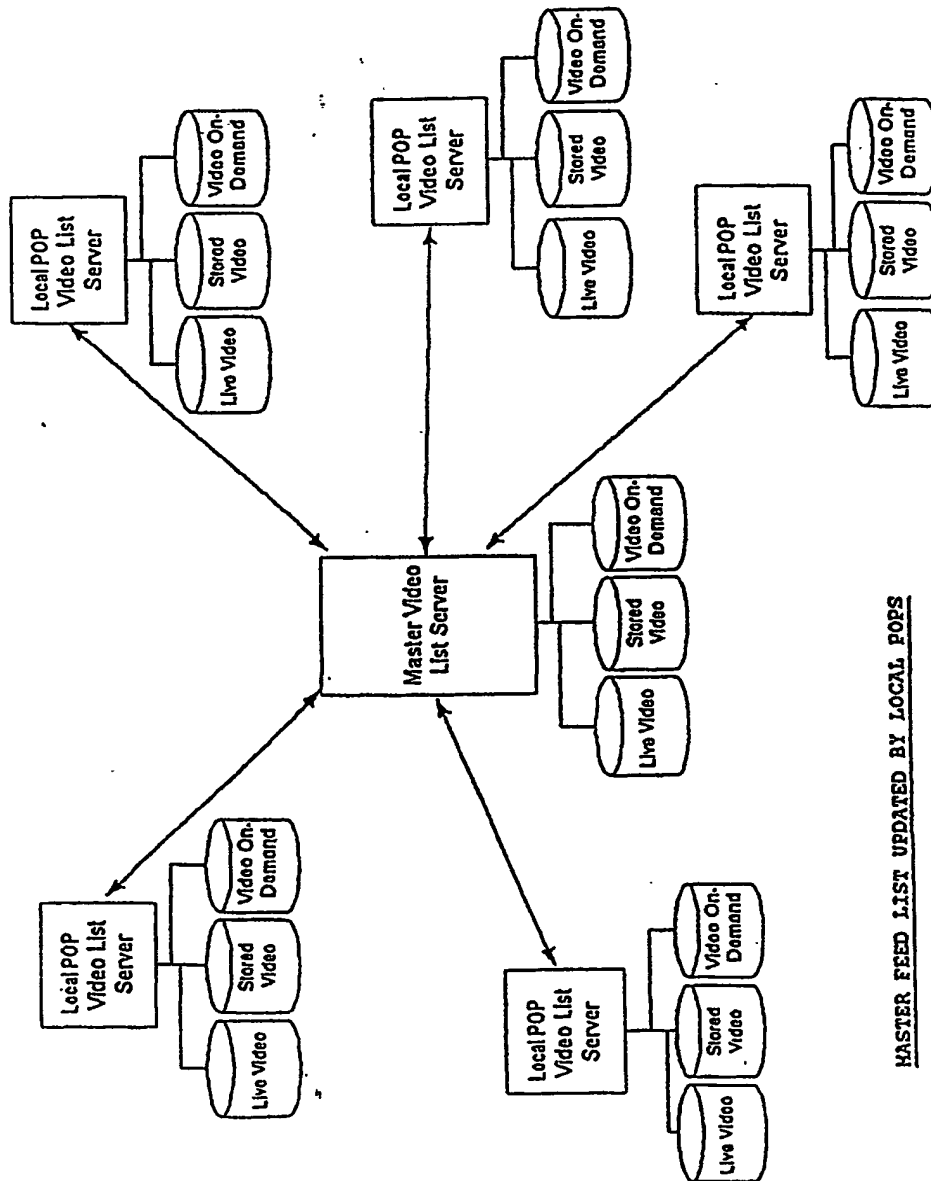 Local POP
Video List
Server
Live Video
Stored
Video
Video On-
Demand
Local POP
Video List
Server
Live Video
Stored
Video
Video On-
Demand
Master Video
List Server
Live Video
Stored
Video
Video On-
Demand
Local POP
Video List
Server
Live Video
Stored
Video
Video On-
Demand
Local POP
Video List
Server
Live Video
Stored
Video
Video On-
Demand
Local POP
Video List
Server
Live Video
Stored
Video
Video On-
Demand
MASTER FEED LIST UPDATED BY LOCAL POPS